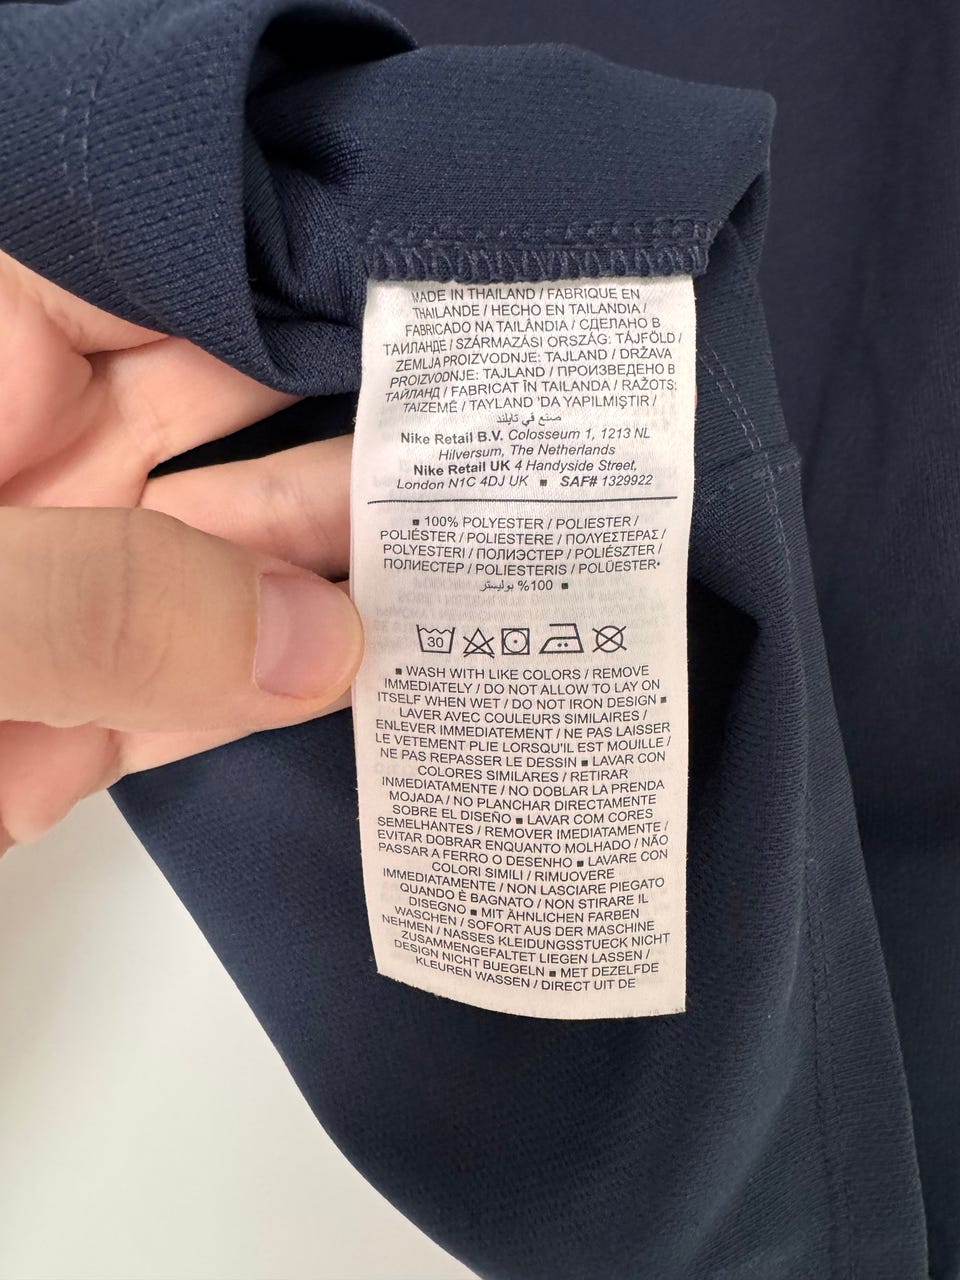 MADE IN THAILAND / FABRIQUE EN
THAILANDE / HECHO EN TAILANDIA /
FABRICADO NA TAILÂNDIA / СДЕЛАНО В
ТАИЛАНДЕ / SZÁRMAZÁSI ORSZÁG: TÁJFÖLD /
ZEMLJA PROIZVODNJE: TAJLAND / DRŽAVA
PROIZVODNJE: TAJLAND / ПРОИЗВЕДЕНО В
ТАЙЛАНД / FABRICAT ÎN TAILANDA / RAŽOTS:
TAIZEMĒ / TAYLAND 'DA YAPILMIŞTIR /
صنع في تايلند
Nike Retail B.V. Colosseum 1, 1213 NL
Hilversum, The Netherlands
Nike Retail UK 4 Handyside Street,
London N1C 4DJ UK ■ SAF# 1329922
■ 100% POLYESTER / POLIESTER /
POLIÉSTER / POLIESTERE / ΠΟΛΥΕΣΤΕΡΑΣ /
POLYESTERI / ПОЛИЭСТЕР / POLIÉSZTER /
ПОЛИЕСТЕР / POLIESTERIS / POLÜESTER•
100% بوليستر ■
30
■ WASH WITH LIKE COLORS / REMOVE
IMMEDIATELY / DO NOT ALLOW TO LAY ON
ITSELF WHEN WET / DO NOT IRON DESIGN ■
LAVER AVEC COULEURS SIMILAIRES /
ENLEVER IMMEDIATEMENT / NE PAS LAISSER
LE VETEMENT PLIE LORSQU'IL EST MOUILLE /
NE PAS REPASSER LE DESSIN ■ LAVAR CON
COLORES SIMILARES / RETIRAR
INMEDIATAMENTE / NO DOBLAR LA PRENDA
MOJADA / NO PLANCHAR DIRECTAMENTE
SOBRE EL DISEÑO ■ LAVAR COM CORES
SEMELHANTES / REMOVER IMEDIATAMENTE /
EVITAR DOBRAR ENQUANTO MOLHADO / NÃO
PASSAR A FERRO O DESENHO ■ LAVARE CON
COLORI SIMILI / RIMUOVERE
IMMEDIATAMENTE / NON LASCIARE PIEGATO
QUANDO È BAGNATO / NON STIRARE IL
DISEGNO ■ MIT ÄHNLICHEN FARBEN
WASCHEN / SOFORT AUS DER MASCHINE
NEHMEN / NASSES KLEIDUNGSSTUECK NICHT
ZUSAMMENGEFALTET LIEGEN LASSEN /
DESIGN NICHT BUEGELN ■ MET DEZELFDE
KLEUREN WASSEN / DIRECT UIT DE